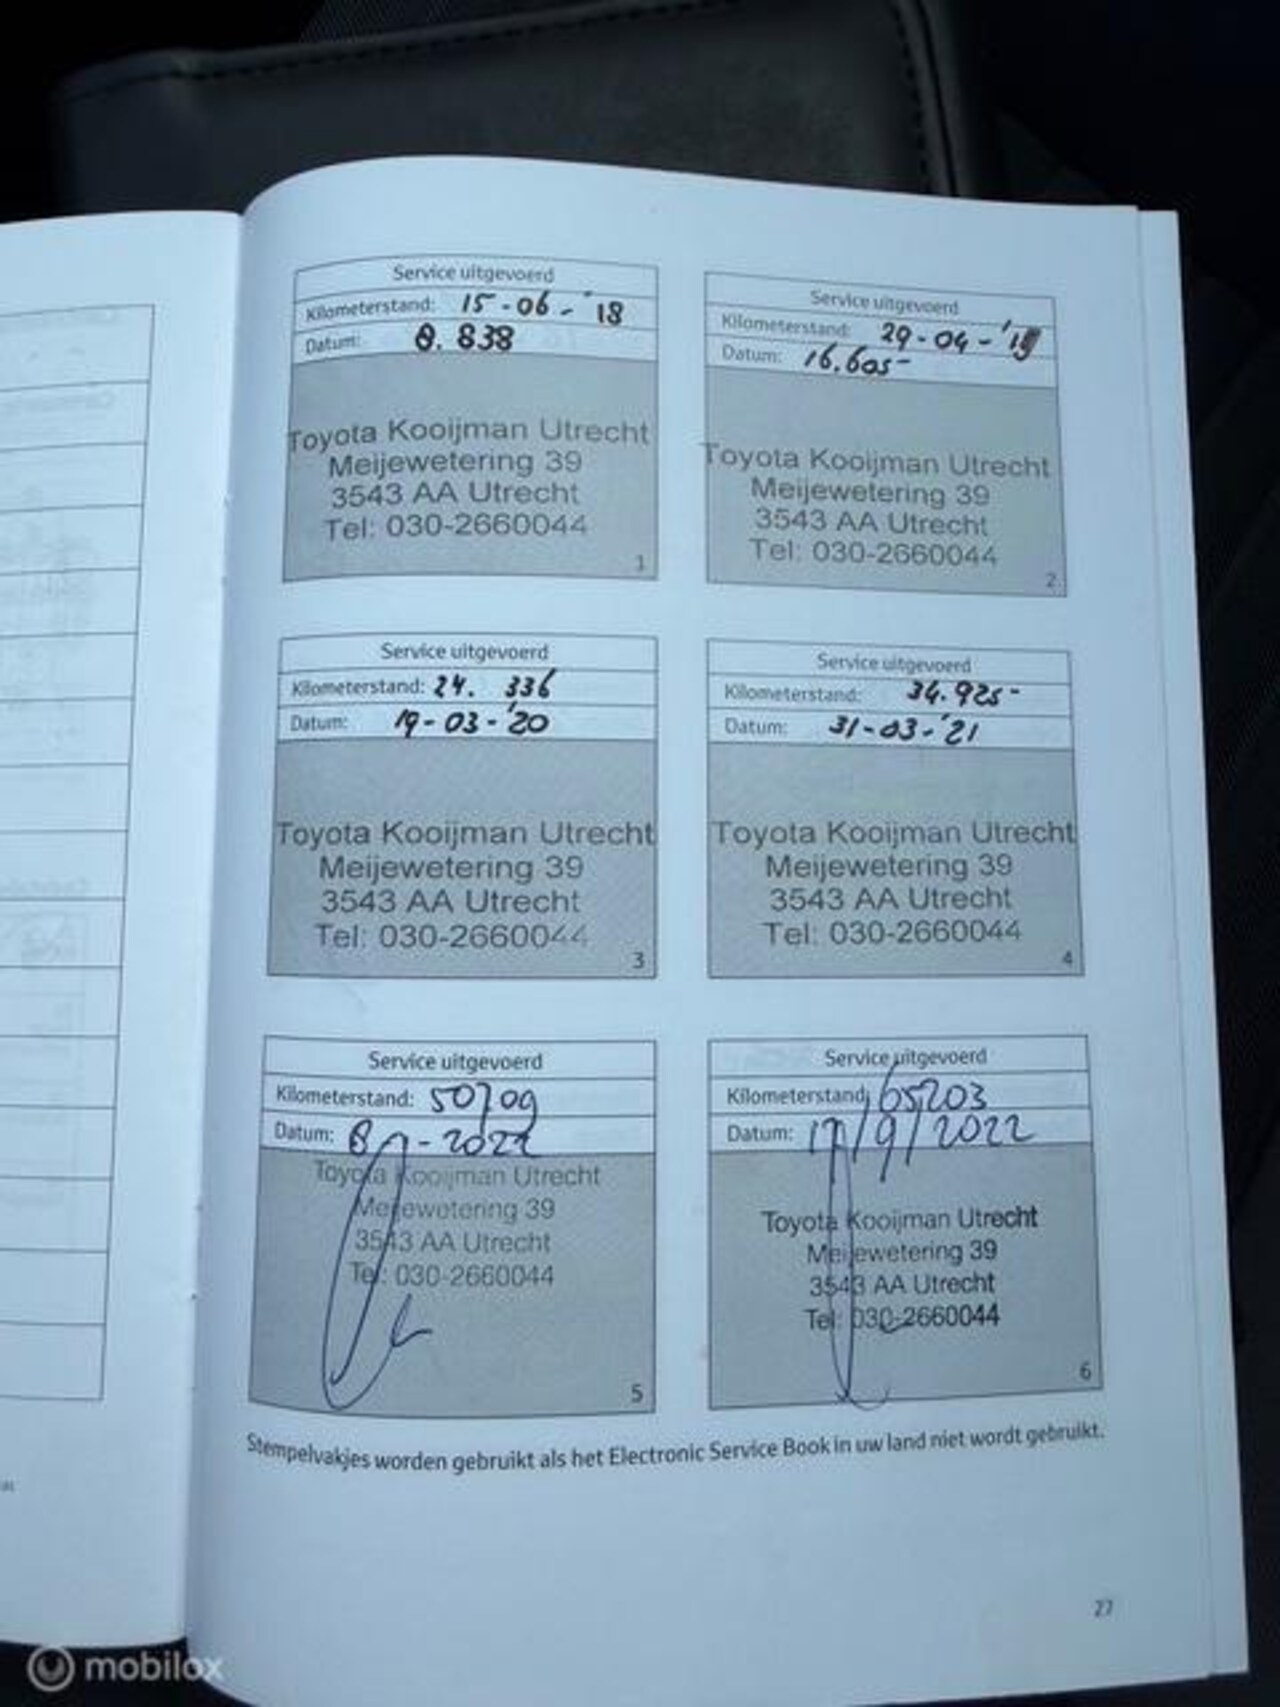 Service uitgevoerd
Kilometerstand: 15-06-'18
Datum: 8.838
Toyota Kooijman Utrecht
Meijewetering 39
3543 AA Utrecht
Tel: 030-2660044
1
Service uitgevoerd
Kilometerstand: 29-04-'19
Datum: 16.605-
Toyota Kooijman Utrecht
Meijewetering 39
3543 AA Utrecht
Tel: 030-2660044
2
Service uitgevoerd
Kilometerstand: 24. 336
Datum: 19-03-'20
Toyota Kooijman Utrecht
Meijewetering 39
3543 AA Utrecht
Tel: 030-2660044
3
Service uitgevoerd
Kilometerstand: 34.925-
Datum: 31-03-'21
Toyota Kooijman Utrecht
Meijewetering 39
3543 AA Utrecht
Tel: 030-2660044
4
Service uitgevoerd
Kilometerstand: 50709
Datum: 8 -2022
Toyota Kooijman Utrecht
Meijewetering 39
3543 AA Utrecht
Tel: 030-2660044
5
Service uitgevoerd
Kilometerstand: 65203
Datum: 17/9/2022
Toyota Kooijman Utrecht
Meijewetering 39
3543 AA Utrecht
Tel: 030-2660044
6
Stempelvakjes worden gebruikt als het Electronic Service Book in uw land niet wordt gebruikt.
27
mobilox